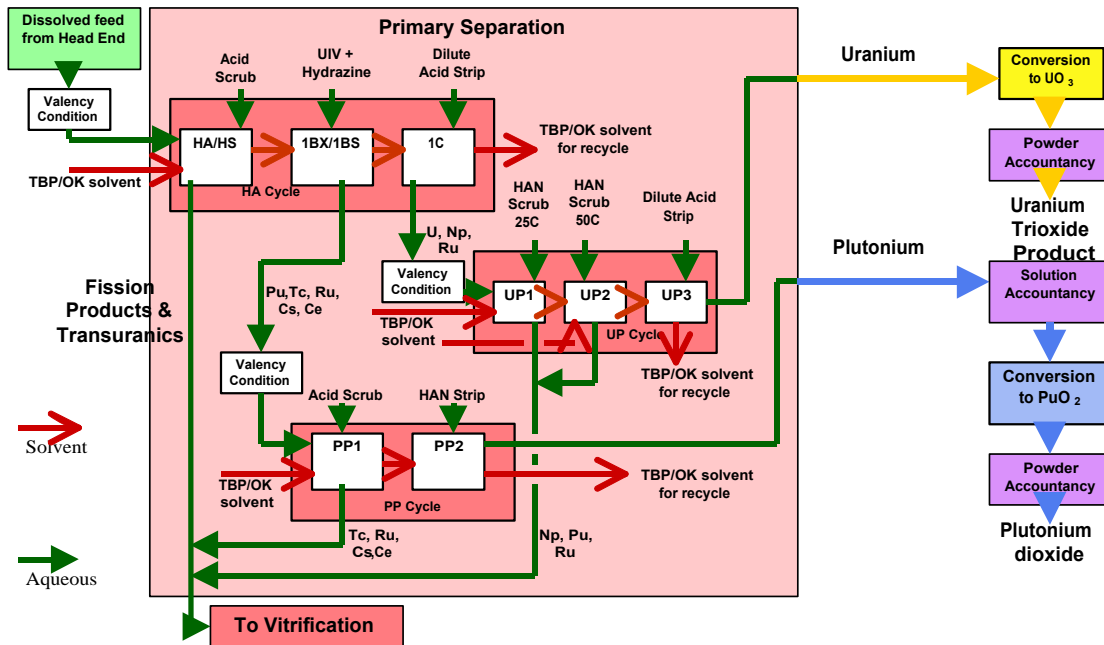 Dissolved feed
from Head End
Primary Separation
Valency
Condition
Acid
Scrub
UIV +
Hydrazine
Dilute
Acid Strip
HA/HS
1BX/1BS
1C
TBP/OK solvent
HA Cycle
TBP/OK solvent
for recycle
U, Np,
Ru
Valency
Condition
HAN
Scrub
25C
HAN
Scrub
50C
Dilute Acid
Strip
UP1
UP2
UP3
TBP/OK
solvent
UP Cycle
TBP/OK solvent
for recycle
Fission
Products &
Transuranics
Pu,Tc, Ru,
Cs, Ce
Valency
Condition
Acid Scrub
HAN Strip
PP1
PP2
TBP/OK
solvent
PP Cycle
TBP/OK solvent
for recycle
Tc, Ru,
Cs,Ce
Np, Pu,
Ru
To Vitrification
Solvent
Aqueous
Uranium
Conversion
to UO 3
Powder
Accountancy
Uranium
Trioxide
Product
Plutonium
Solution
Accountancy
Conversion
to PuO 2
Powder
Accountancy
Plutonium
dioxide